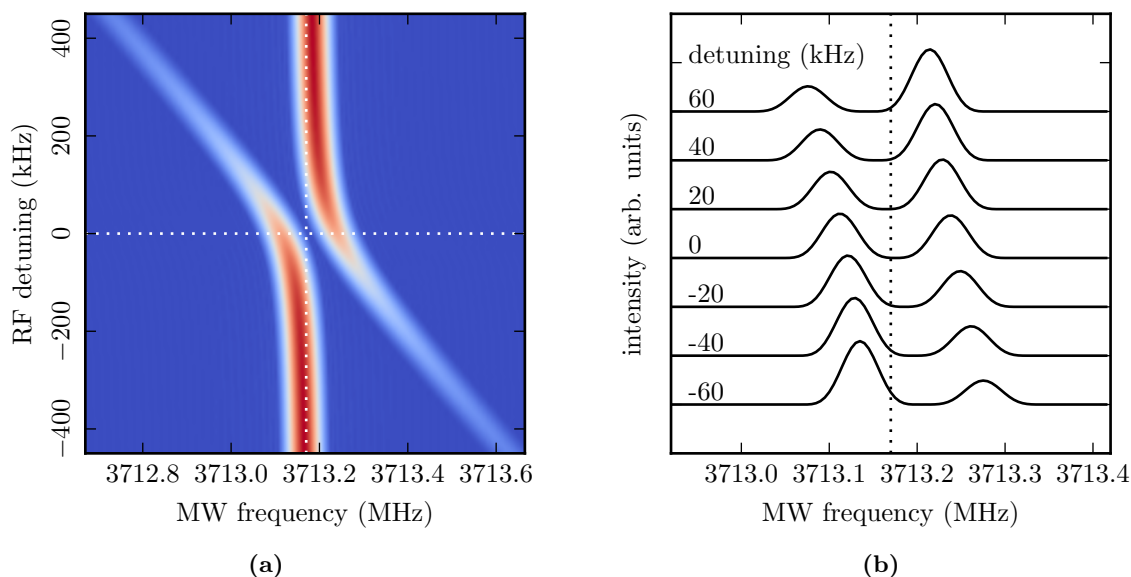 400
200
0
−200
−400
RF detuning (kHz)
3712.8 3713.0 3713.2 3713.4 3713.6
MW frequency (MHz)
(a)
detuning (kHz)
60
40
20
0
-20
-40
-60
intensity (arb. units)
3713.0 3713.1 3713.2 3713.3 3713.4
MW frequency (MHz)
(b)